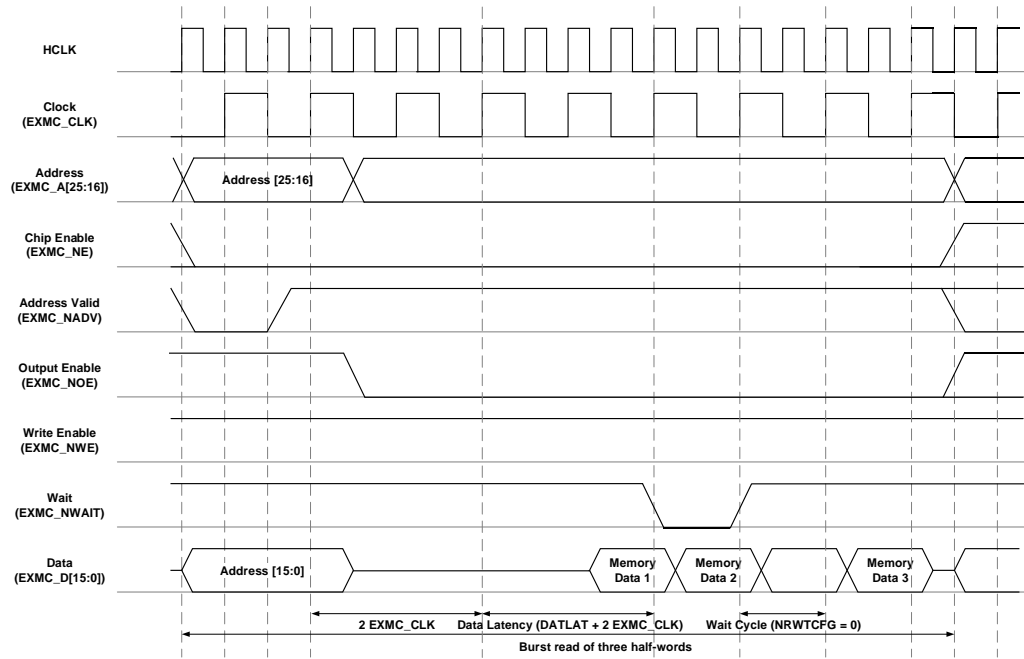 HCLK
Clock
(EXMC_CLK)
Address
(EXMC_A[25:16])
Address [25:16]
Chip Enable
(EXMC_NE)
Address Valid
(EXMC_NADV)
Output Enable
(EXMC_NOE)
Write Enable
(EXMC_NWE)
Wait
(EXMC_NWAIT)
Data
(EXMC_D[15:0])
Address [15:0]
Memory
Data 1
Memory
Data 2
Memory
Data 3
2 EXMC_CLK
Data Latency (DATLAT + 2 EXMC_CLK)
Wait Cycle (NRWTCFG = 0)
Burst read of three half-words